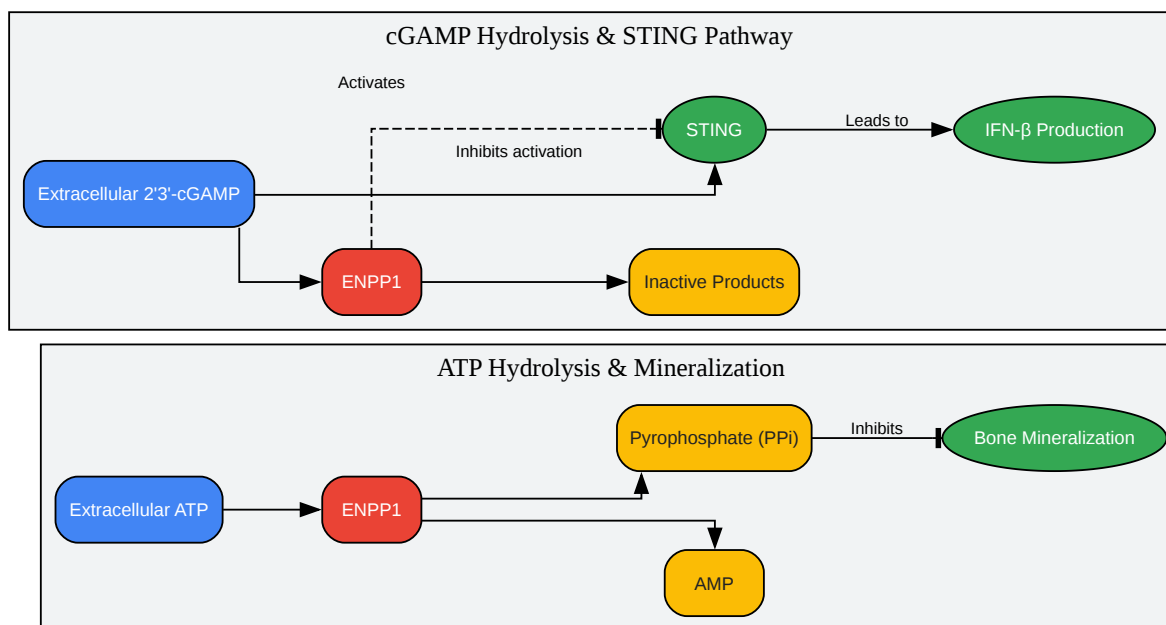 cGAMP Hydrolysis & STING Pathway
Activates
STING
Leads to
IFN-β Production
Inhibits activation
Extracellular 2'3'-cGAMP
ENPP1
Inactive Products
ATP Hydrolysis & Mineralization
Pyrophosphate (PPi)
Inhibits
Bone Mineralization
Extracellular ATP
ENPP1
AMP